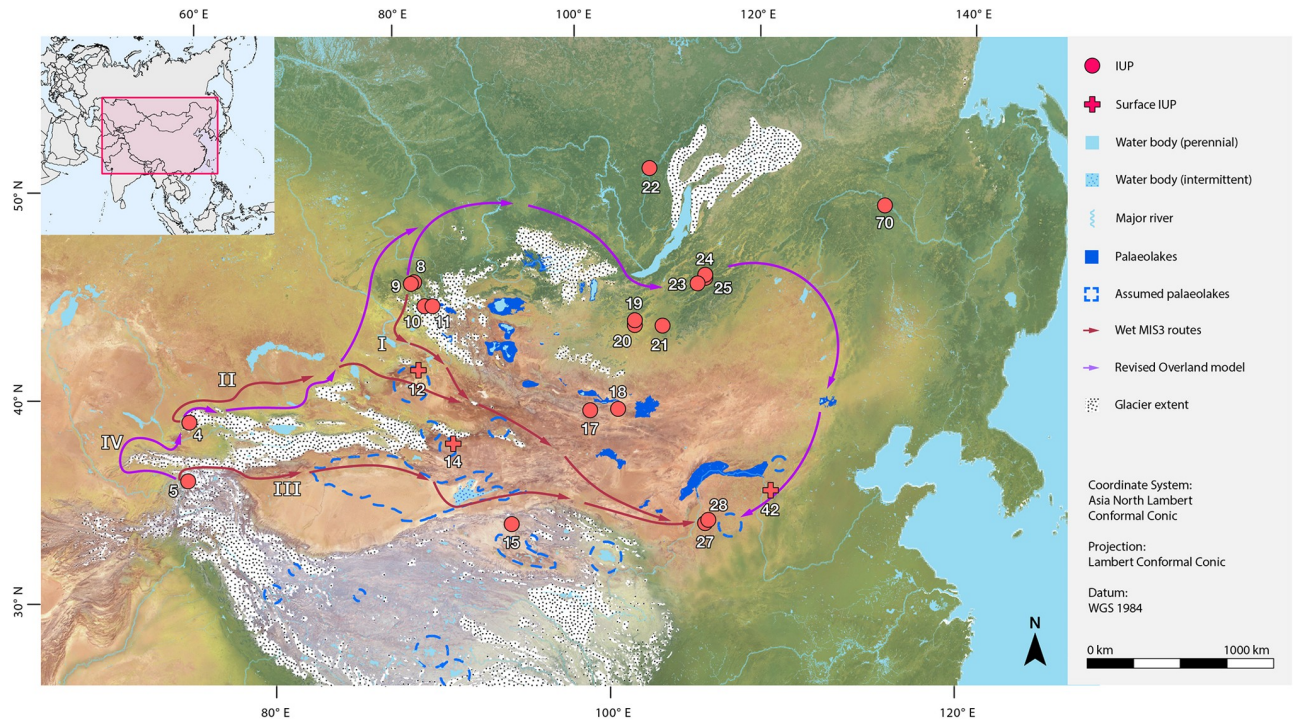 60° E 80° E 100° E 120° E 140° E
50° N
40° N
30° N
22
70
8
9
24
23
25
10
11
19
20
21
I
12
II
18
17
4
IV
14
5
III
42
28
27
15
80° E 100° E 120° E
IUP
Surface IUP
Water body (perennial)
Water body (intermittent)
Major river
Palaeolakes
Assumed palaeolakes
Wet MIS3 routes
Revised Overland model
Glacier extent
Coordinate System:
Asia North Lambert
Conformal Conic
Projection:
Lambert Conformal Conic
Datum:
WGS 1984
N
0 km 1000 km